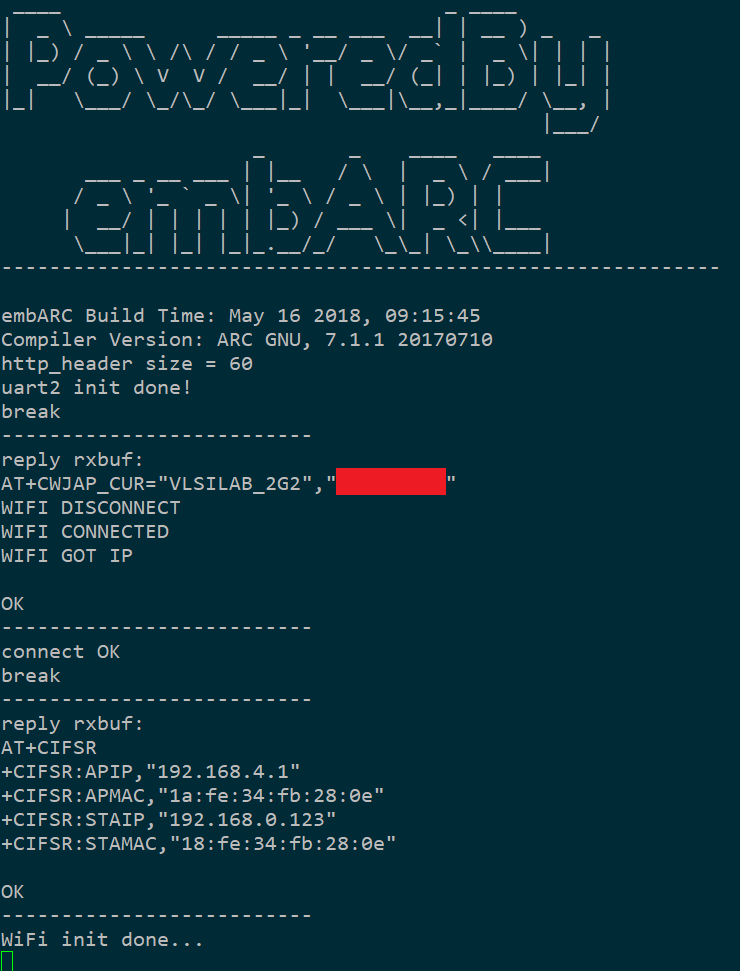 PoweredBy
embARC
------------------------------------------------------------
embARC Build Time: May 16 2018, 09:15:45
Compiler Version: ARC GNU, 7.1.1 20170710
http_header size = 60
uart2 init done!
break
--------------------------
reply rxbuf:
AT+CWJAP_CUR="VLSILAB_2G2",""
WIFI DISCONNECT
WIFI CONNECTED
WIFI GOT IP
OK
--------------------------
connect OK
break
--------------------------
reply rxbuf:
AT+CIFSR
+CIFSR:APIP,"192.168.4.1"
+CIFSR:APMAC,"1a:fe:34:fb:28:0e"
+CIFSR:STAIP,"192.168.0.123"
+CIFSR:STAMAC,"18:fe:34:fb:28:0e"
OK
--------------------------
WiFi init done...